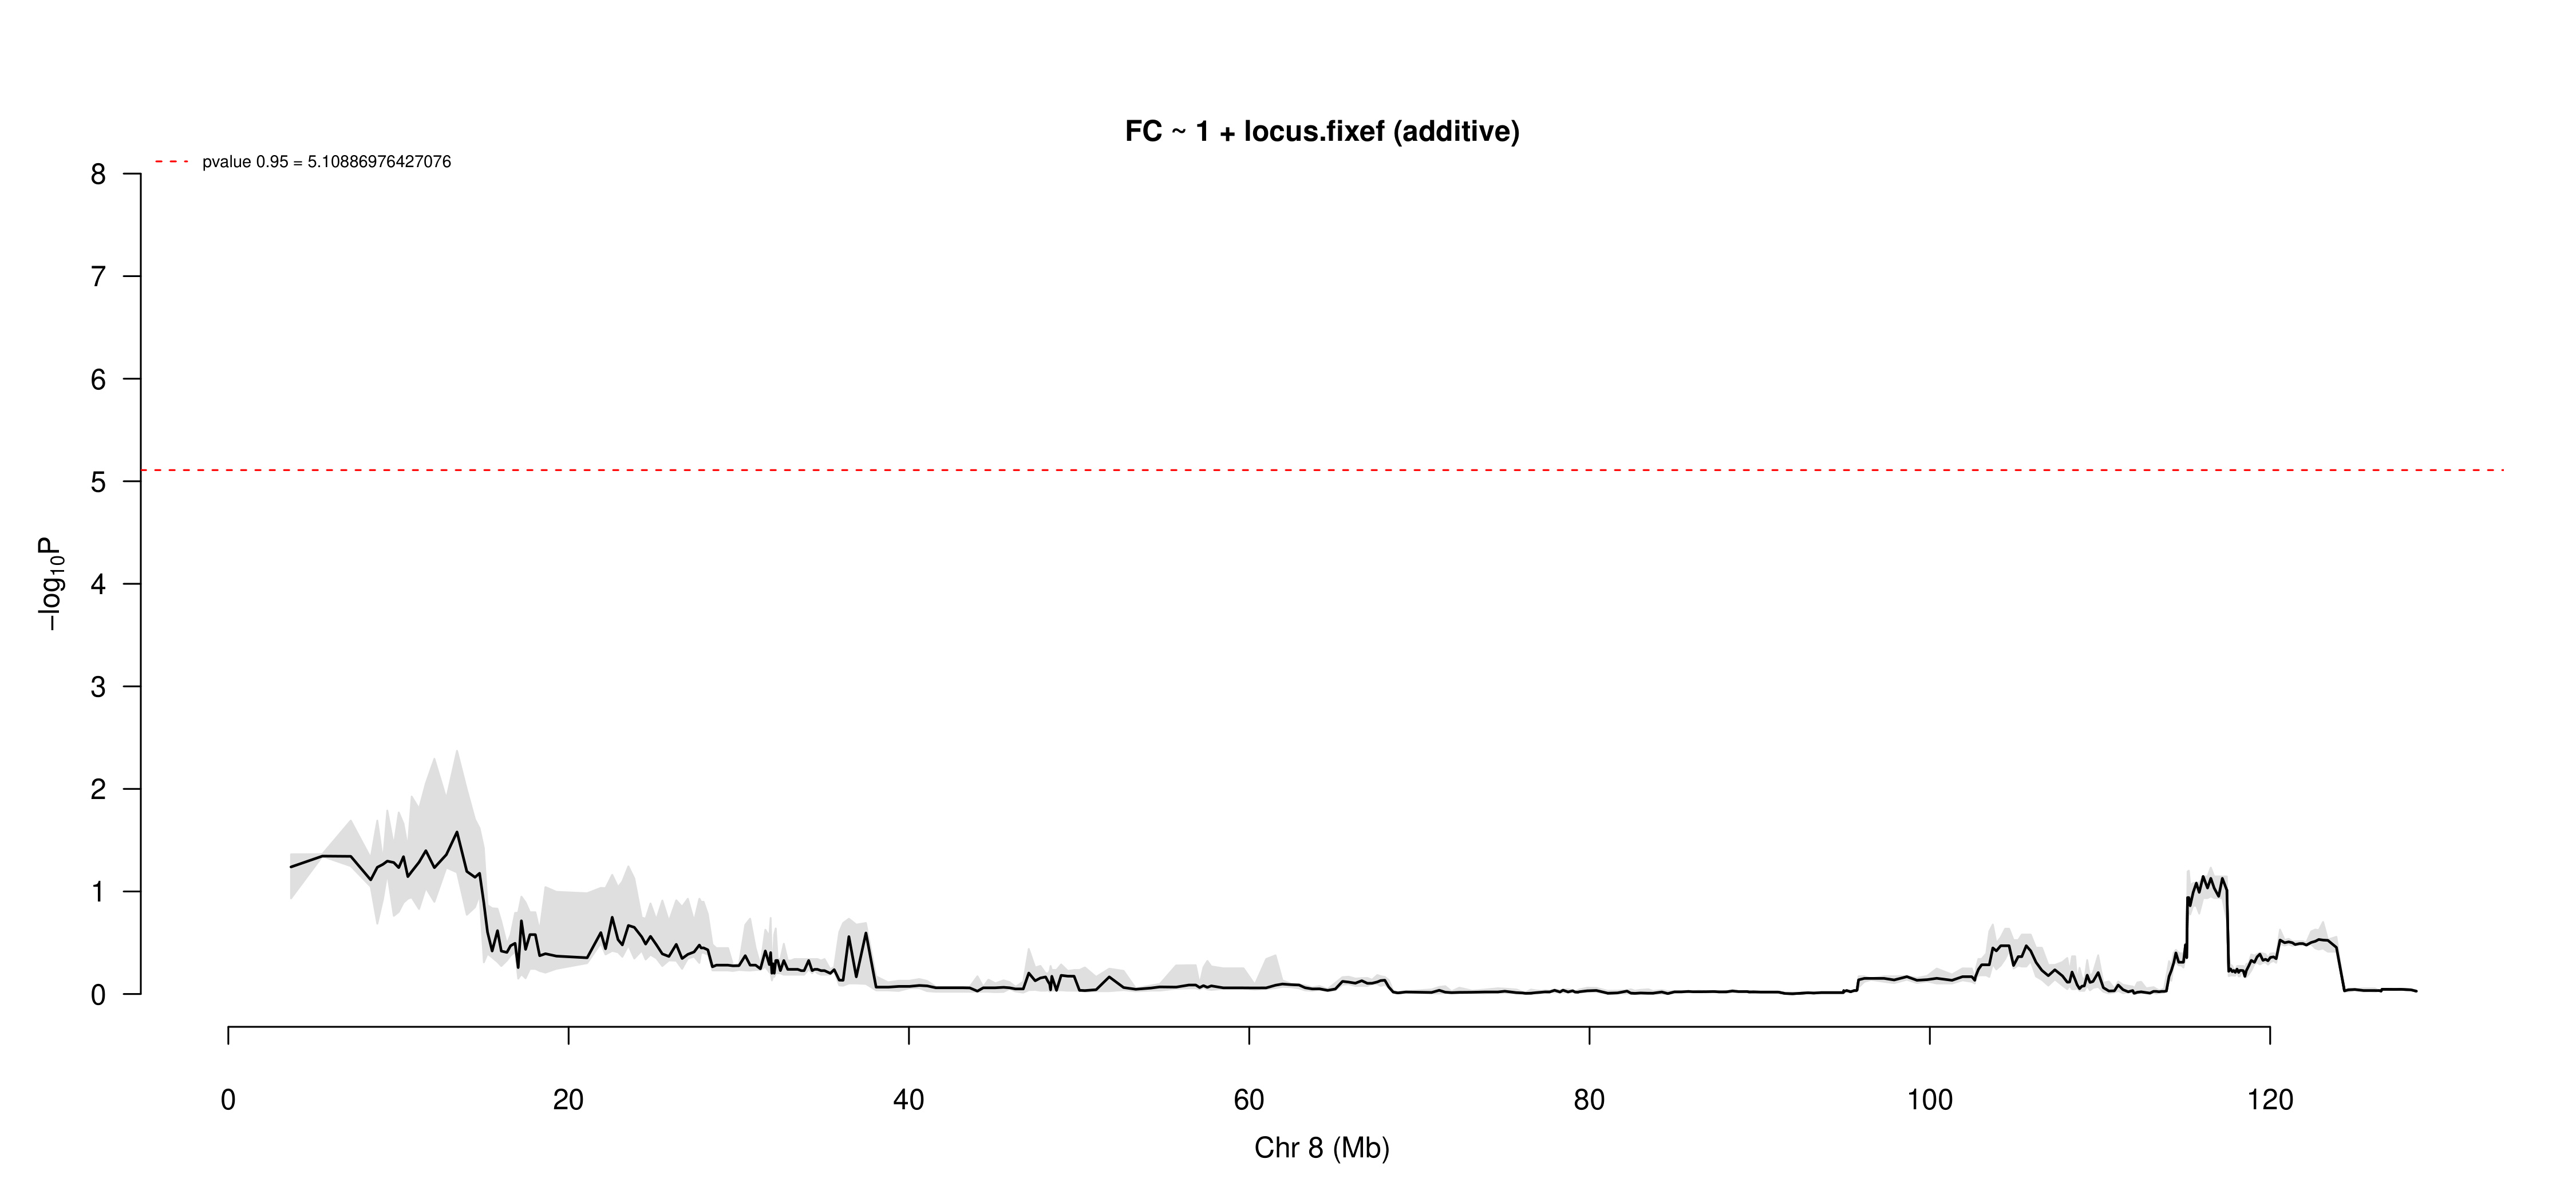 FC ~ 1 + locus.fixef (additive)
pvalue 0.95 = 5.10886976427076
8
7
6
5
4
3
2
1
0
−log10P
0 20 40 60 80 100 120
Chr 8 (Mb)